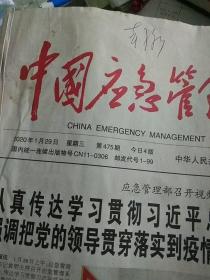 中国应急管
CHINA EMERGENCY MANAGEMENT
2020年1月29日 星期三 第475期 今日4版
国内统一连续出版物号CN11-0306 邮发代号1-99
中华人民
应急管理部召开视
认真传达学习贯彻习近平
强调把党的领导贯穿落实到疫情